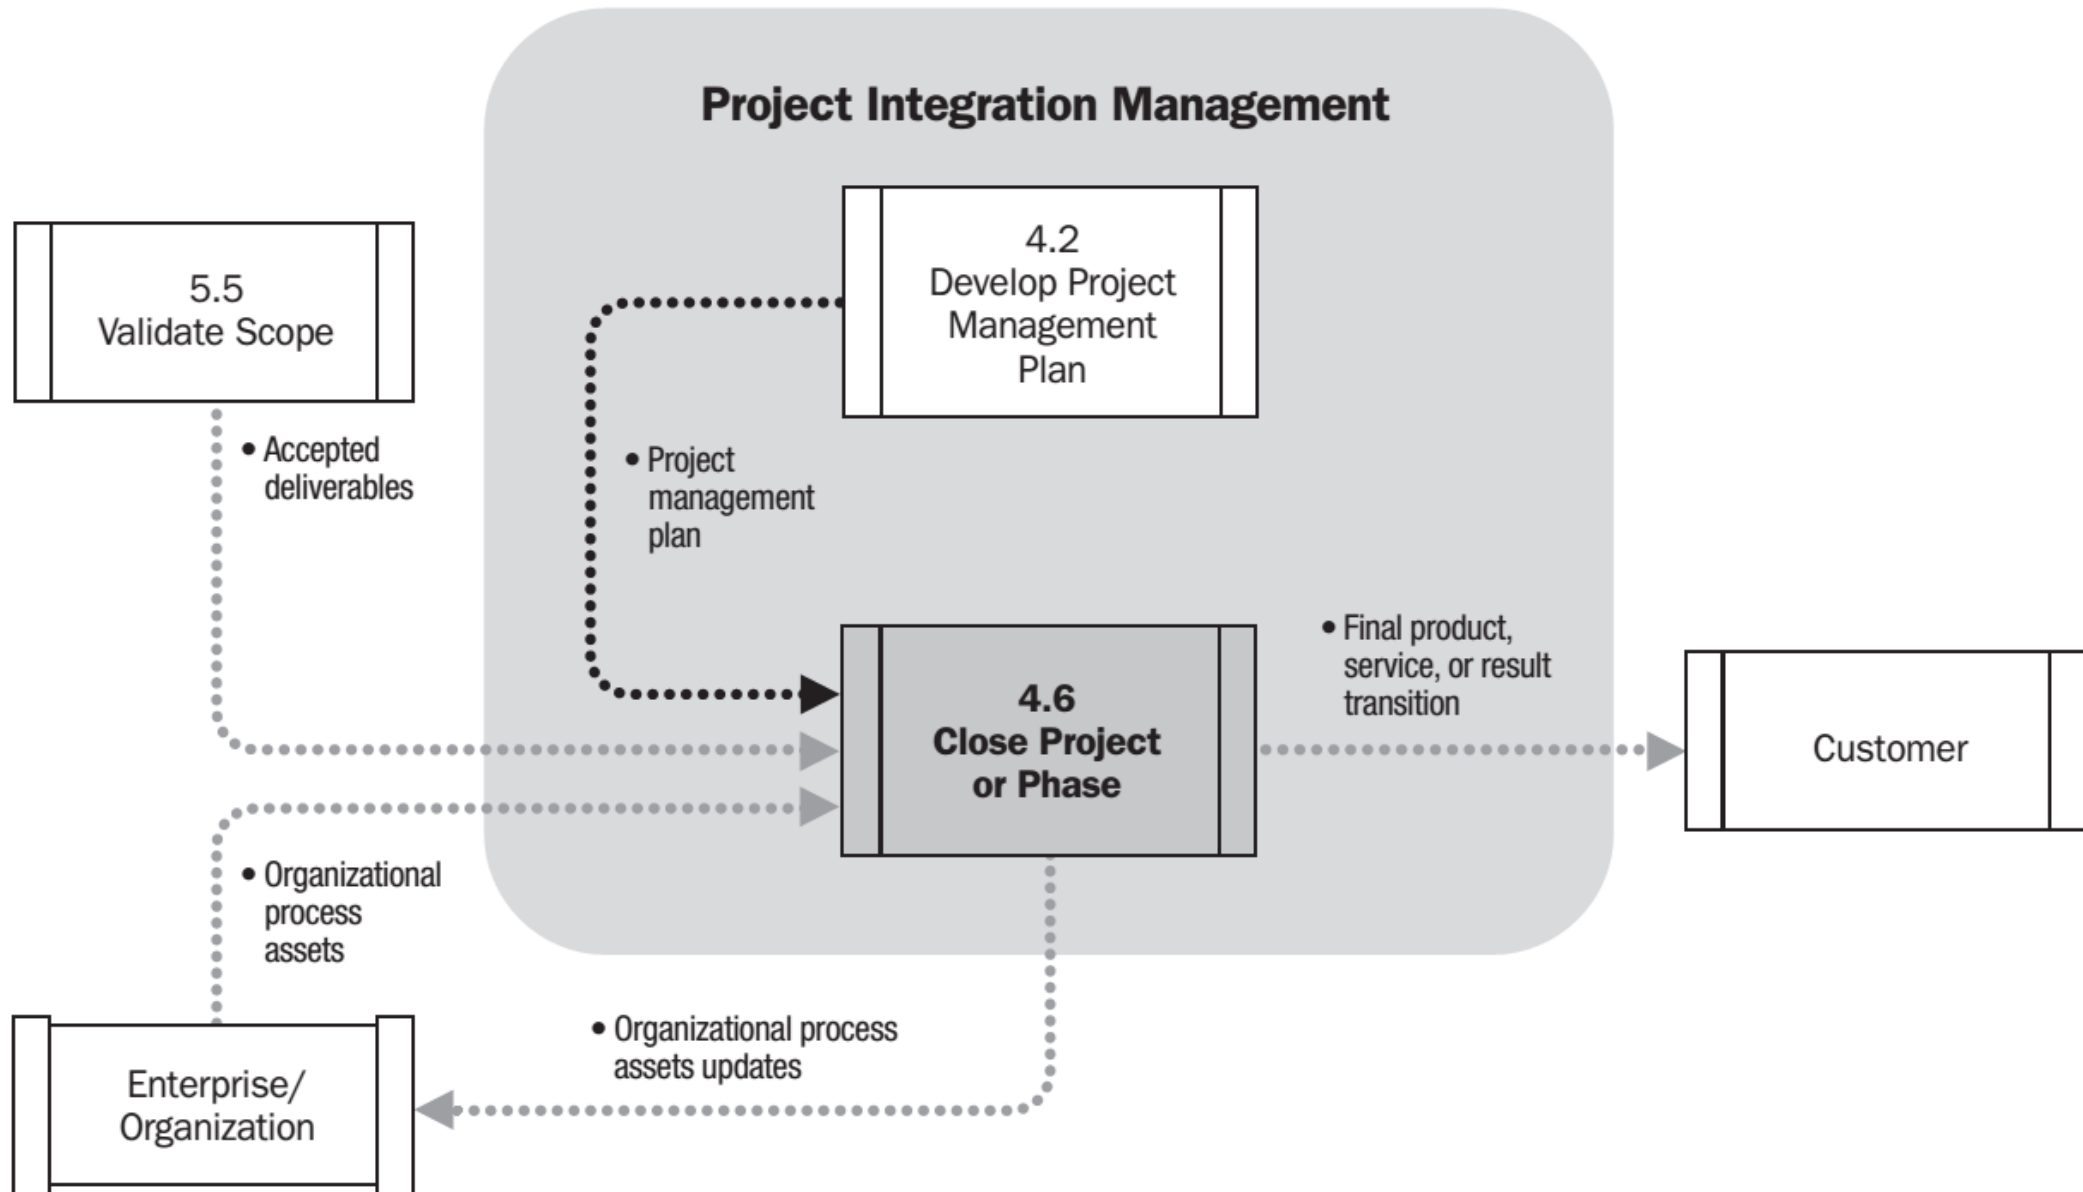 Project Integration Management
4.2
Develop Project
Management
Plan
5.5
Validate Scope
• Accepted
deliverables
• Project
management
plan
• Final product,
service, or result
transition
4.6
Close Project
or Phase
Customer
• Organizational
process
assets
• Organizational process
assets updates
Enterprise/
Organization